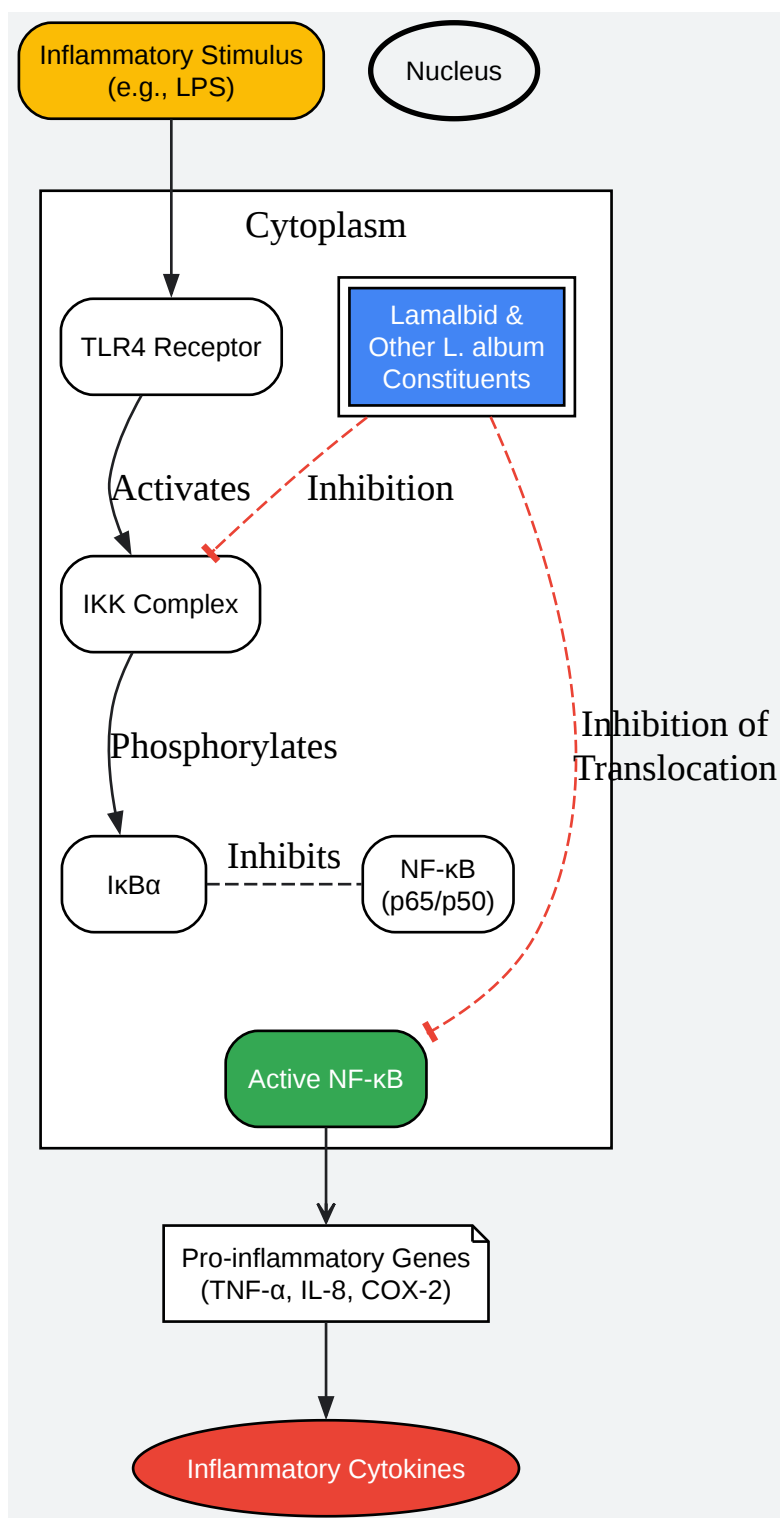 Inflammatory Stimulus
(e.g., LPS)
Nucleus
Cytoplasm
TLR4 Receptor
Lamalbid &
Other L. album
Constituents
Activates
Inhibition
IKK Complex
Inhibition of
Translocation
Phosphorylates
IκBα
Inhibits
NF-κB
(p65/p50)
Active NF-κB
Pro-inflammatory Genes
(TNF-α, IL-8, COX-2)
Inflammatory Cytokines